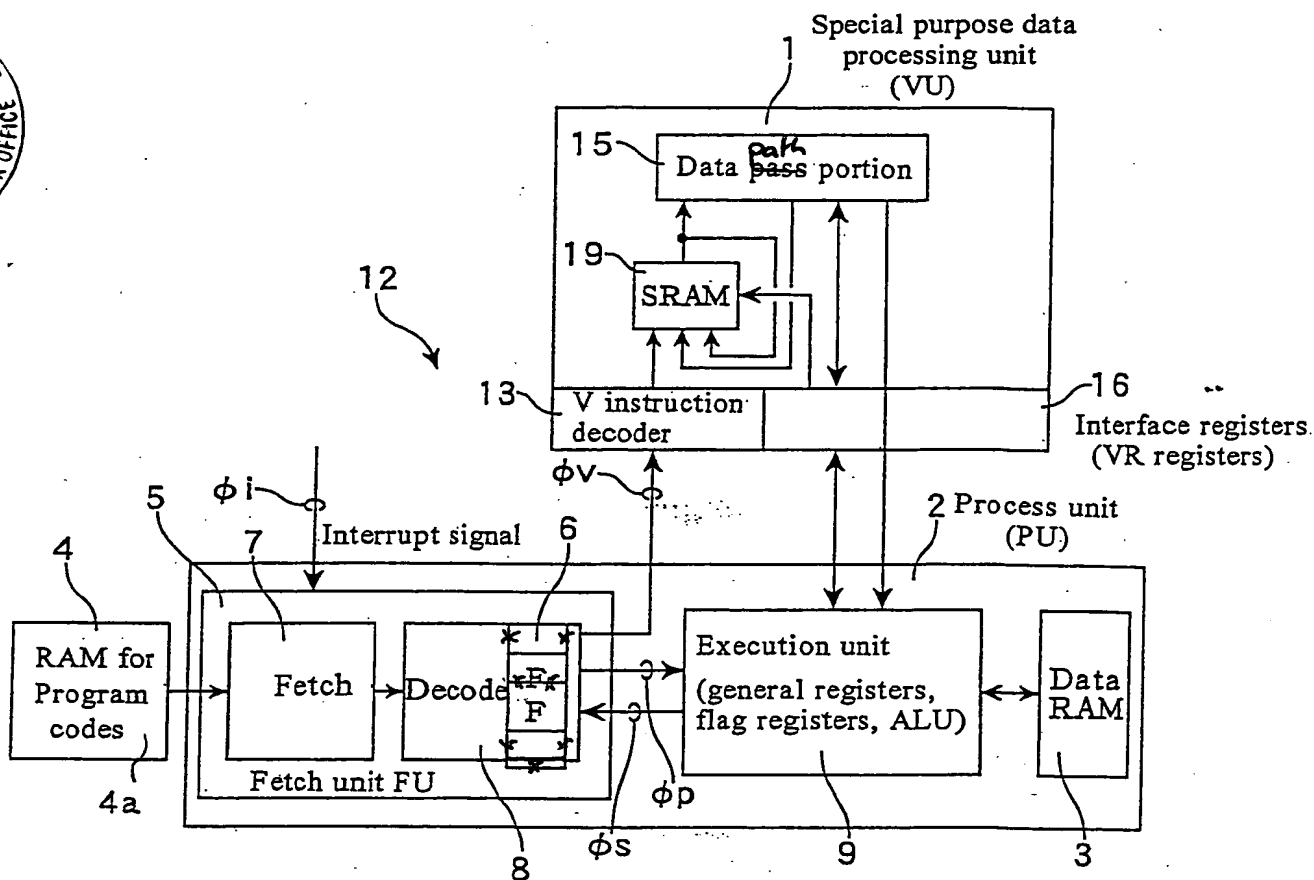 Special purpose data
processing unit
(VU)
1
OFFICE
15
path
Data pass portion
19
SRAM
12
13
V instruction
decoder
16
Interface registers
(VR registers)
ϕi
ϕv
5
7
Interrupt signal
6
2 Process unit
(PU)
4
RAM for
Program
codes
4a
Fetch
Decode
F
F
Execution unit
(general registers,
flag registers, ALU)
Data
RAM
Fetch unit FU
ϕp
ϕs
8
9
3